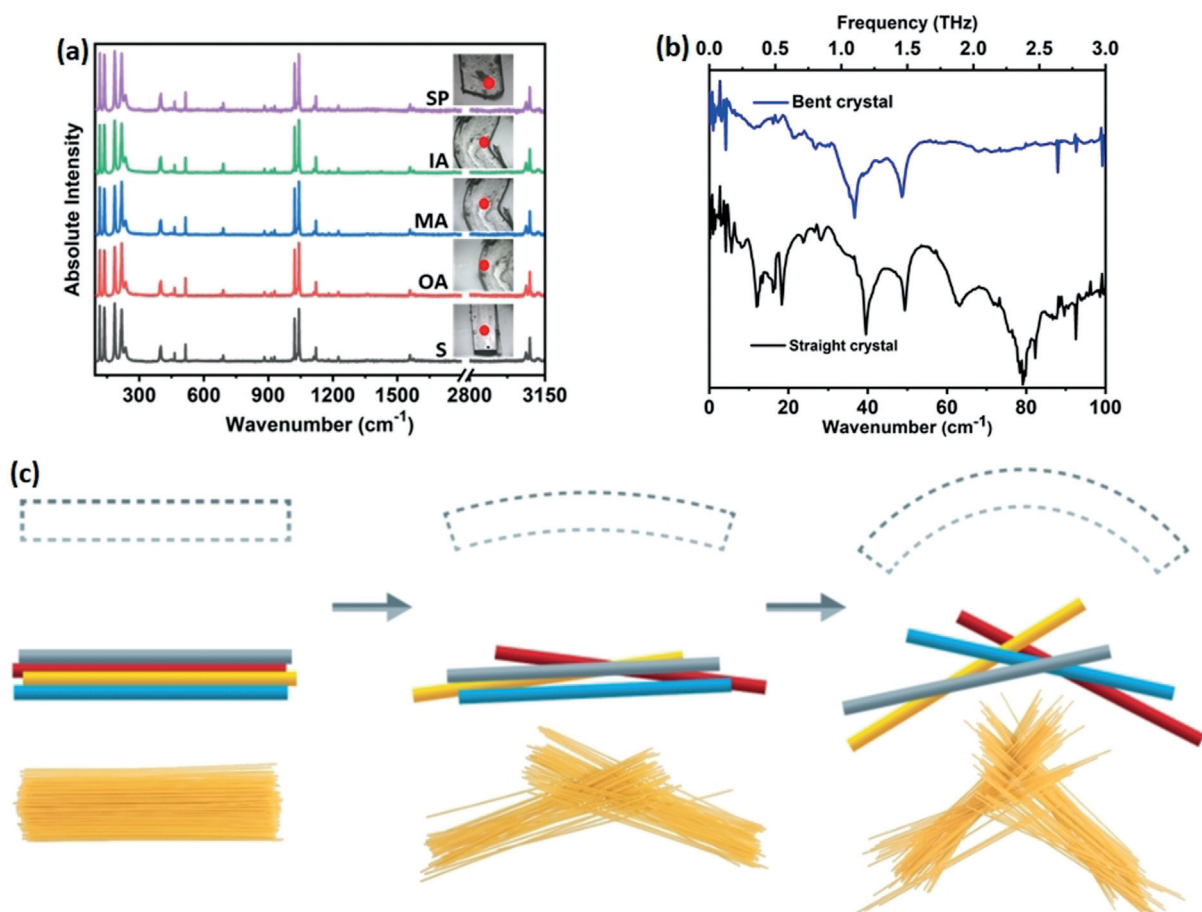 (a)
SP
IA
MA
OA
S
Absolute Intensity
300 600 900 1200 1500 2800 3150
Wavenumber (cm-1)
Frequency (THz)
(b)
0.0 0.5 1.0 1.5 2.0 2.5 3.0
Bent crystal
Straight crystal
0 20 40 60 80 100
Wavenumber (cm-1)
(c)